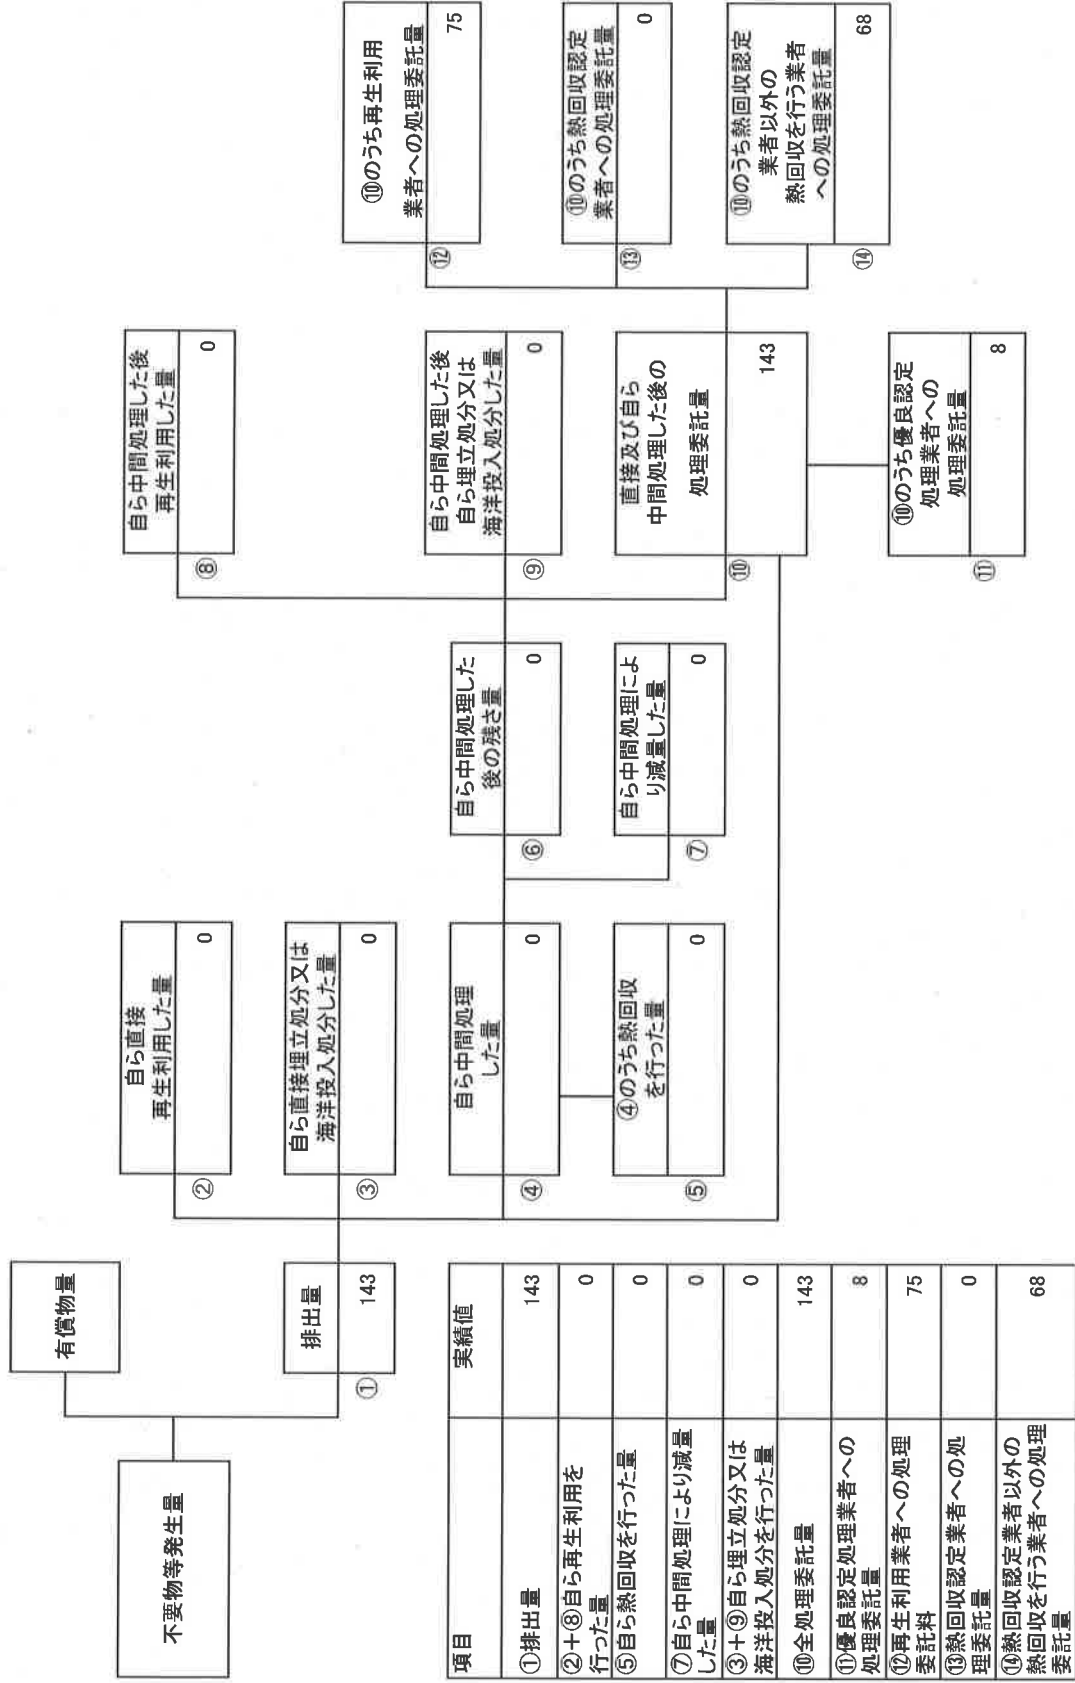 不要物等発生量
有償物量
排出量
①
143
自ら直接
再生利用した量
②
0
自ら直接埋立処分又は
海洋投入処分した量
③
0
自ら中間処理
した量
④
0
④のうち熱回収
を行った量
⑤
0
自ら中間処理した
後の残さ量
⑥
0
自ら中間処理によ
り減量した量
⑦
0
自ら中間処理した後
再生利用した量
⑧
0
自ら中間処理した後
自ら埋立処分又は
海洋投入処分した量
⑨
0
直接及び自ら
中間処理した後の
処理委託量
⑩
143
⑩のうち優良認定
処理業者への
処理委託量
⑪
8
⑩のうち再生利用
業者への処理委託量
⑫
75
⑩のうち熱回収認定
業者への処理委託量
⑬
0
⑩のうち熱回収認定
業者以外の
熱回収を行う業者
への処理委託量
⑭
68
項目 実績値
①排出量 143
②+⑧自ら再生利用を
行った量 0
⑤自ら熱回収を行った量 0
⑦自ら中間処理により減量
した量 0
③+⑨自ら埋立処分又は
海洋投入処分を行った量 0
⑩全処理委託量 143
⑪優良認定処理業者への
処理委託量 8
⑫再生利用業者への処理
委託料 75
⑬熱回収認定業者への処
理委託量 0
⑭熱回収認定業者以外の
熱回収を行う業者への処理
委託量 68